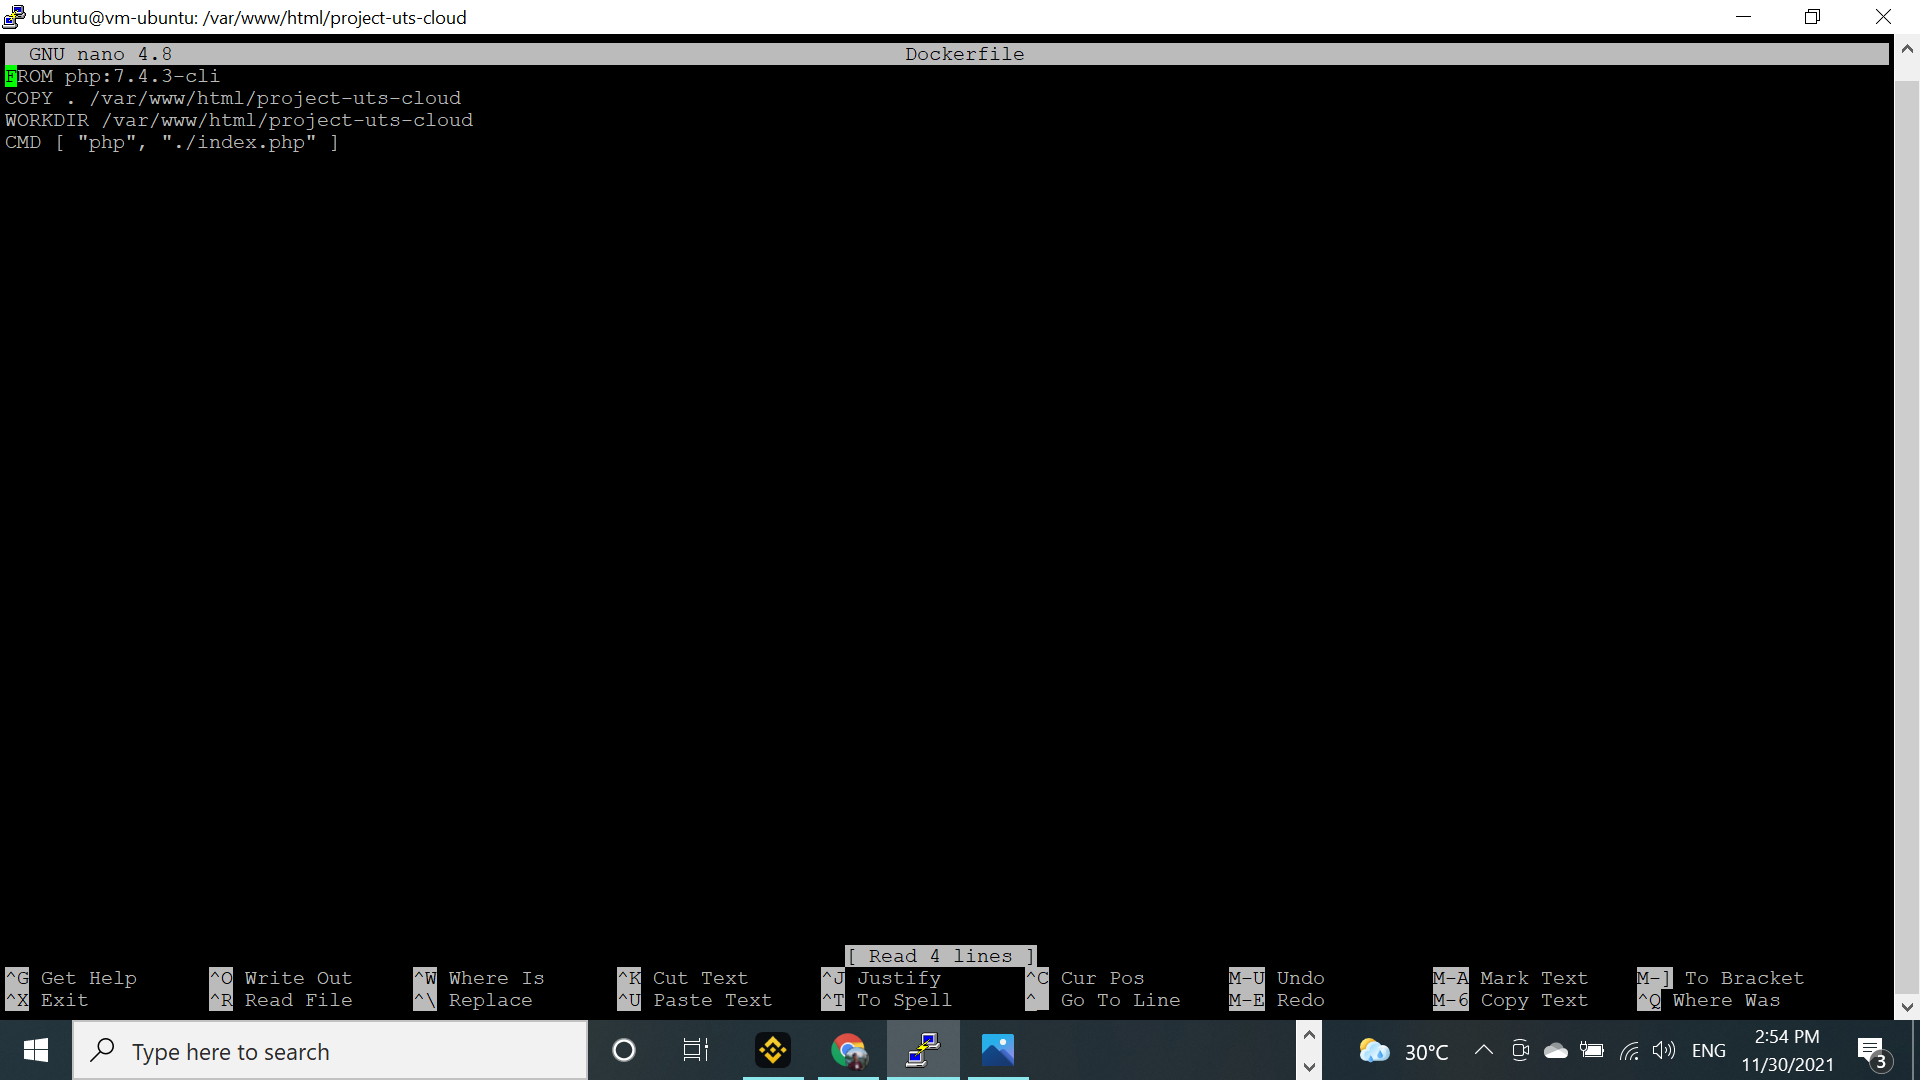 ubuntu@vm-ubuntu: /var/www/html/project-uts-cloud
GNU nano 4.8 Dockerfile
FROM php:7.4.3-cli
COPY . /var/www/html/project-uts-cloud
WORKDIR /var/www/html/project-uts-cloud
CMD [ "php", "./index.php" ]
[ Read 4 lines ]
^G Get Help ^O Write Out ^W Where Is ^K Cut Text ^J Justify ^C Cur Pos M-U Undo M-A Mark Text M-] To Bracket
^X Exit ^R Read File ^\ Replace ^U Paste Text ^T To Spell ^_ Go To Line M-E Redo M-6 Copy Text ^Q Where Was
Type here to search 30°C ENG 2:54 PM 3
11/30/2021